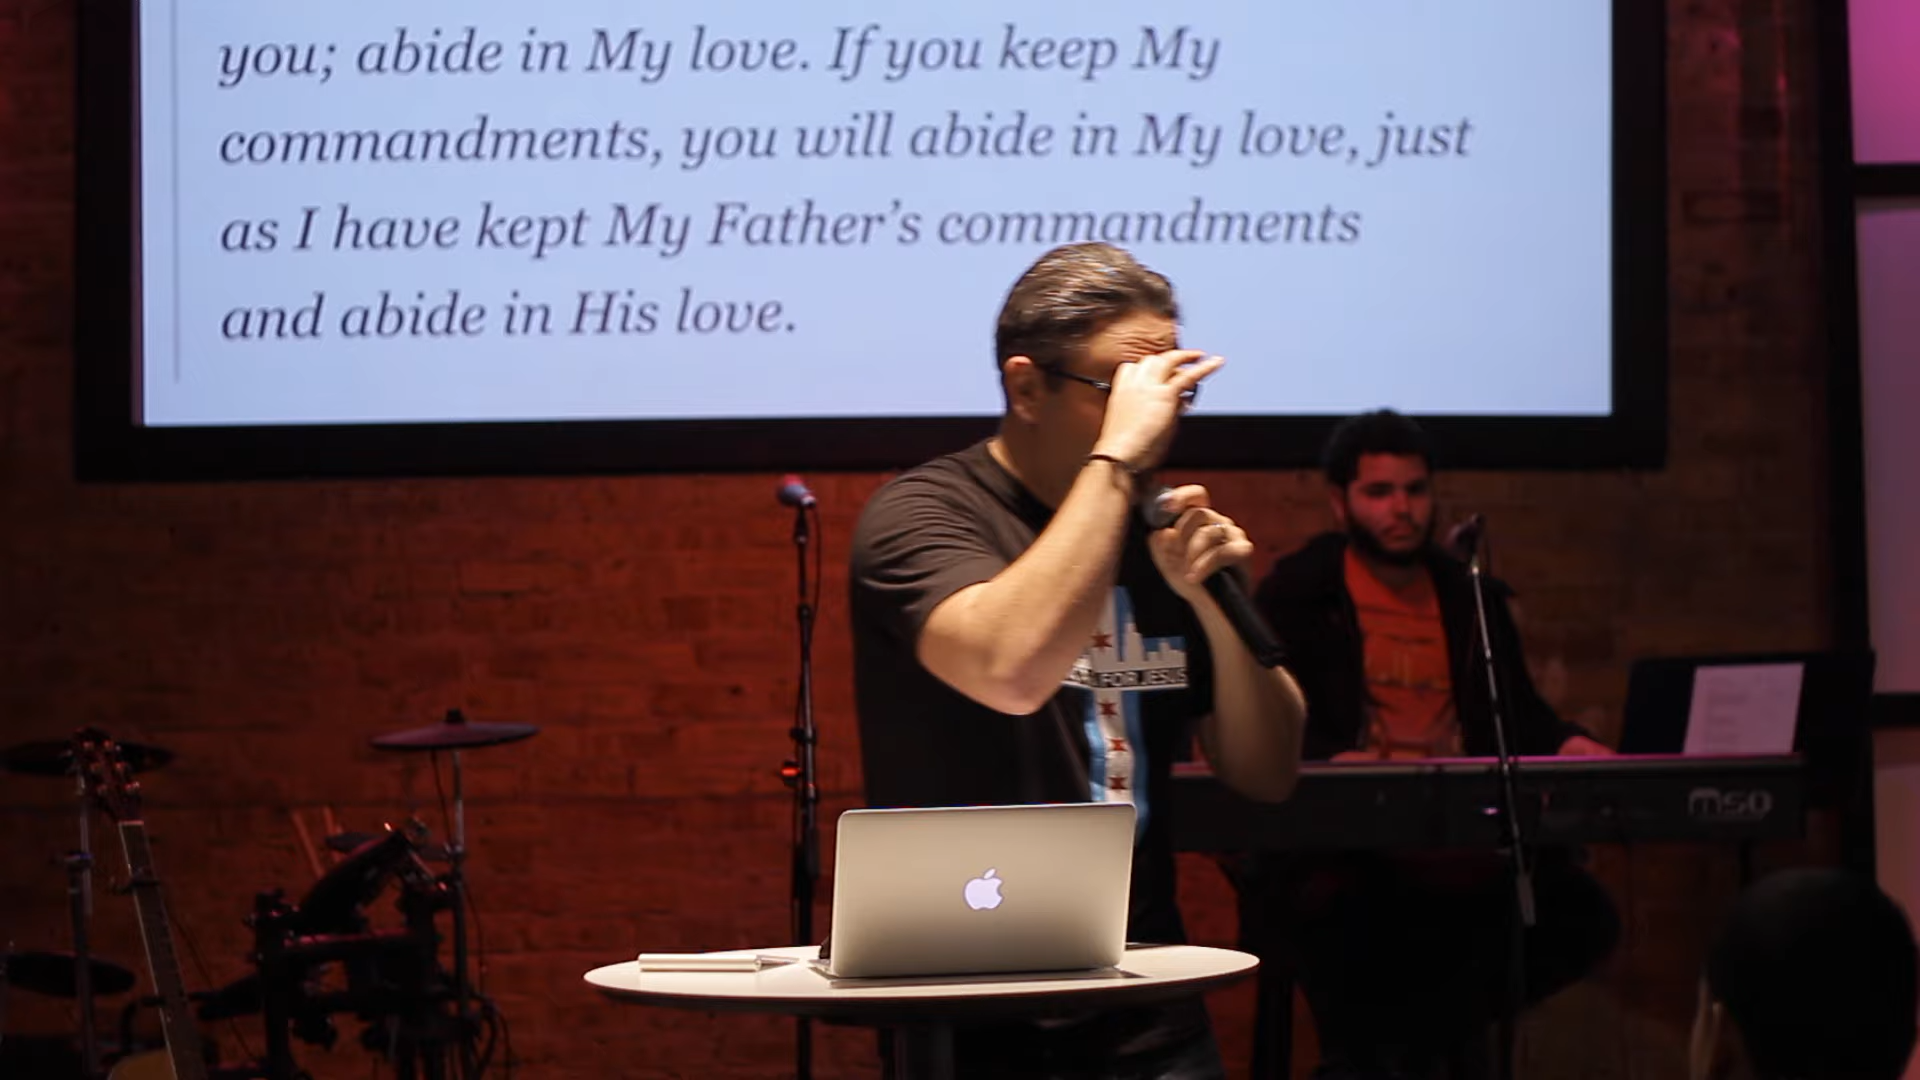 you; abide in My love. If you keep My
commandments, you will abide in My love, just
as I have kept My Father’s commandments
and abide in His love.
FOR JESUS
M50